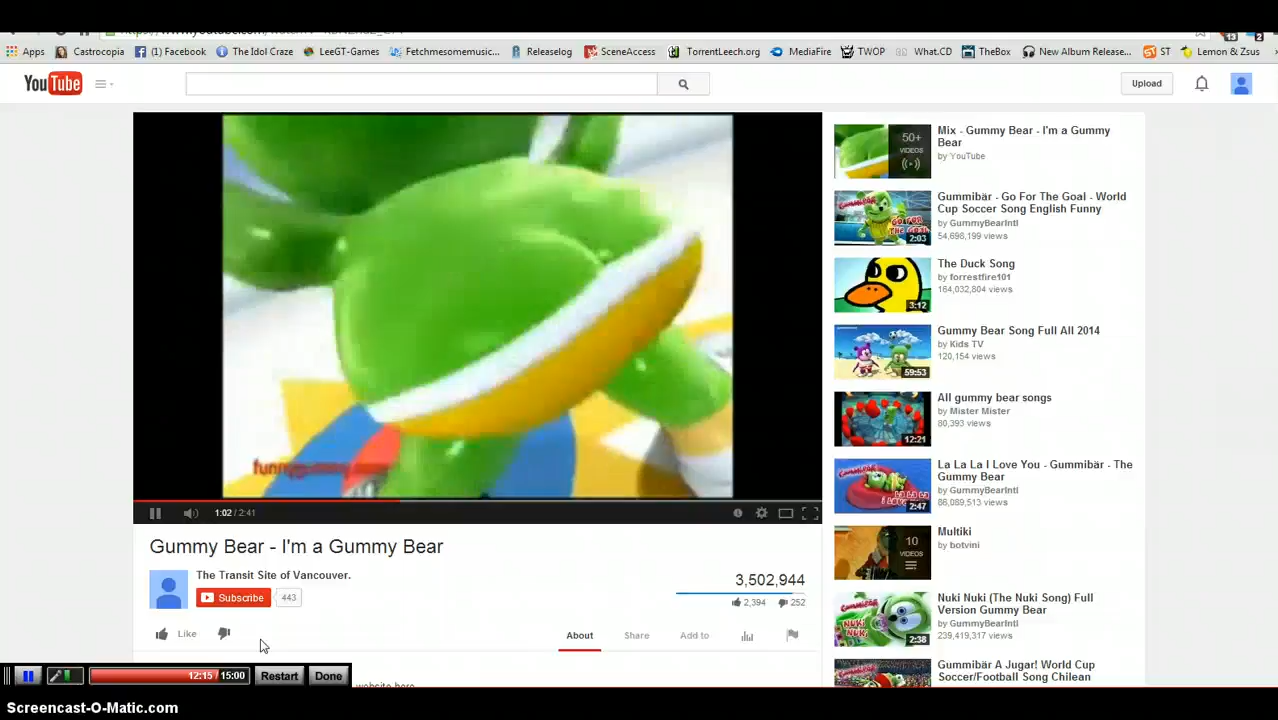 Apps Castrocopia (1) Facebook The Idol Craze LeeGT-Games Fetchmesomemusic... Releaselog SceneAccess TorrentLeech.org MediaFire TWOP What.CD TheBox New Album Release... ST Lemon & Zsus
YouTube
Upload
Mix - Gummy Bear - I'm a Gummy
Bear
by YouTube
50+
VIDEOS
Gummibär - Go For The Goal - World
Cup Soccer Song English Funny
by GummyBearIntl
54,698,199 views
2:03
The Duck Song
by forrestfire101
164,032,804 views
3:12
Gummy Bear Song Full All 2014
by Kids TV
120,154 views
59:53
All gummy bear songs
by Mister Mister
80,393 views
12:21
La La La I Love You - Gummibär - The
Gummy Bear
by GummyBearIntl
86,089,513 views
2:47
Multiki
by botvini
10
VIDEOS
Nuki Nuki (The Nuki Song) Full
Version Gummy Bear
by GummyBearIntl
239,419,317 views
2:38
Gummibär A Jugar! World Cup
Soccer/Football Song Chilean
1:02 / 2:41
Gummy Bear - I'm a Gummy Bear
The Transit Site of Vancouver.
Subscribe 443
3,502,944
2,394 252
Like
About Share Add to
12:15 / 15:00 Restart Done
website here
Screencast-O-Matic.com